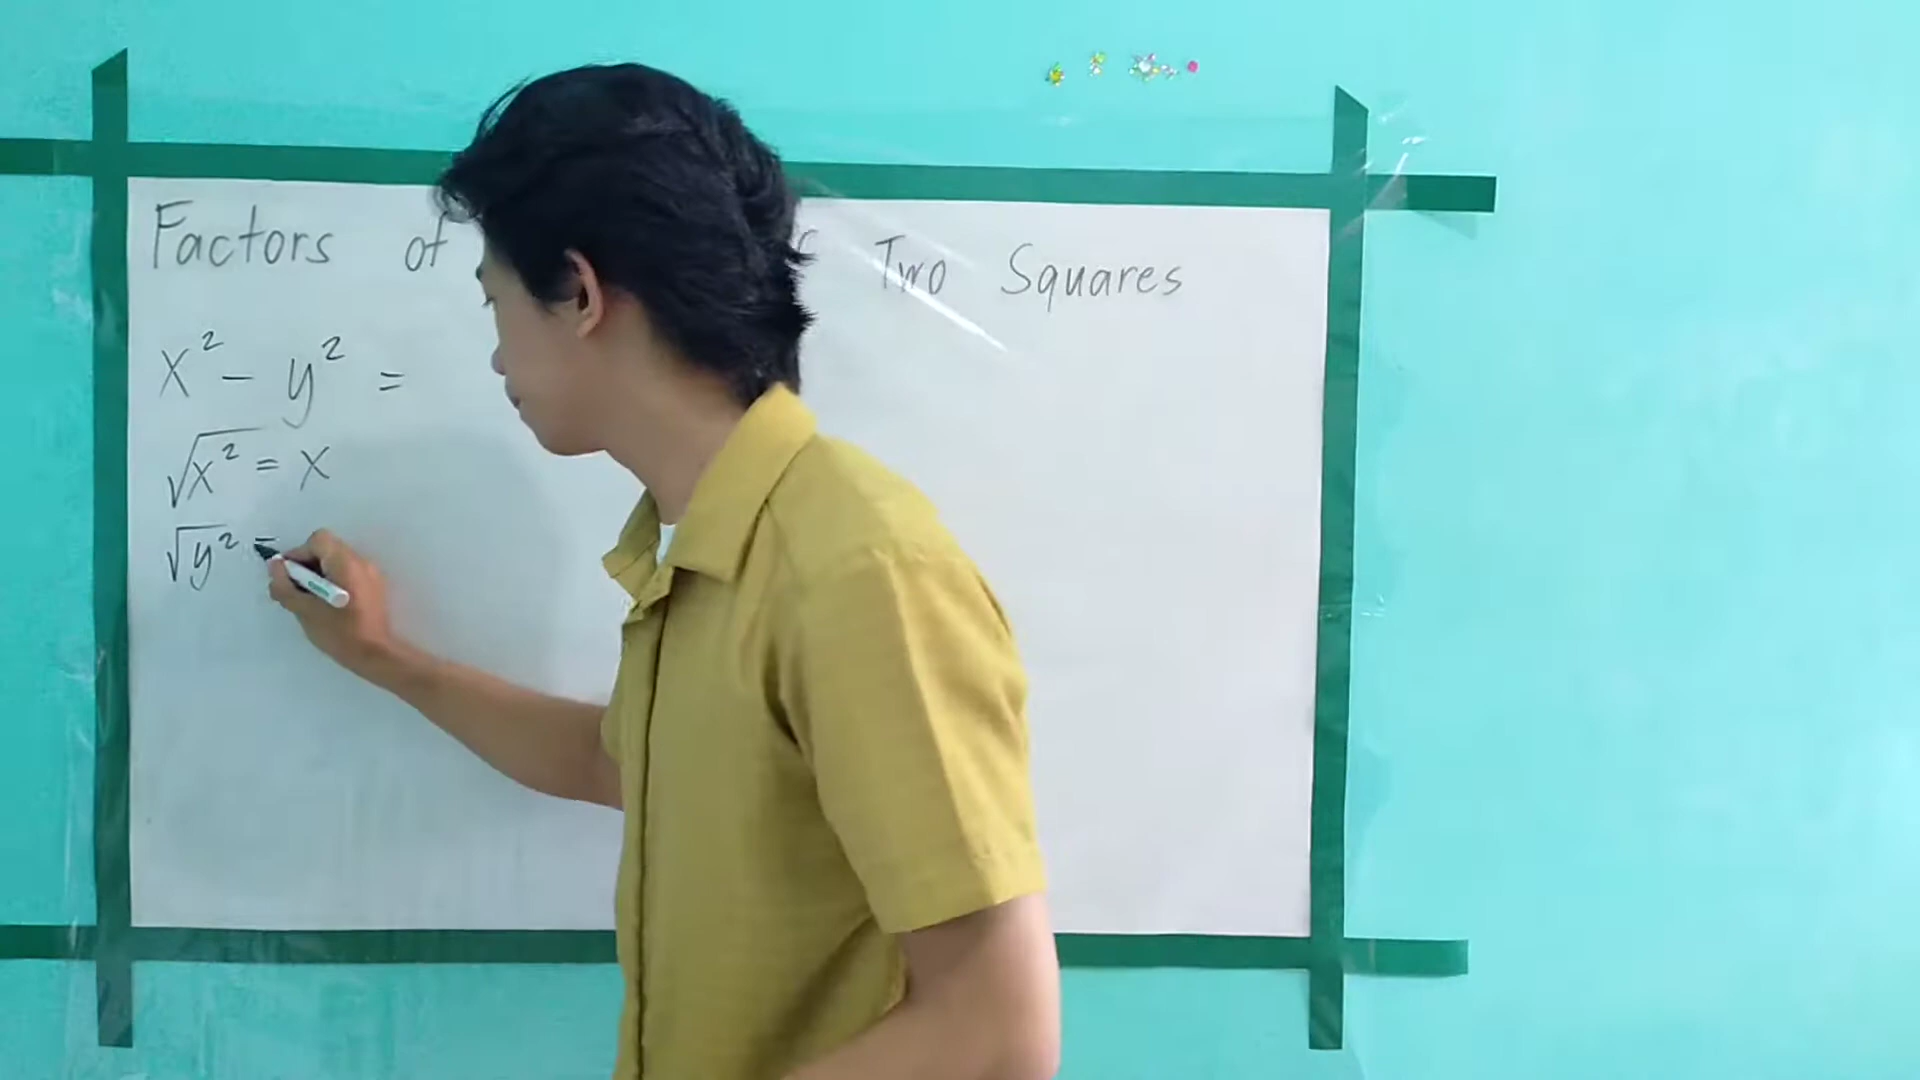 Factors of Two Squares
x² - y² =
√x² = x
√y² =